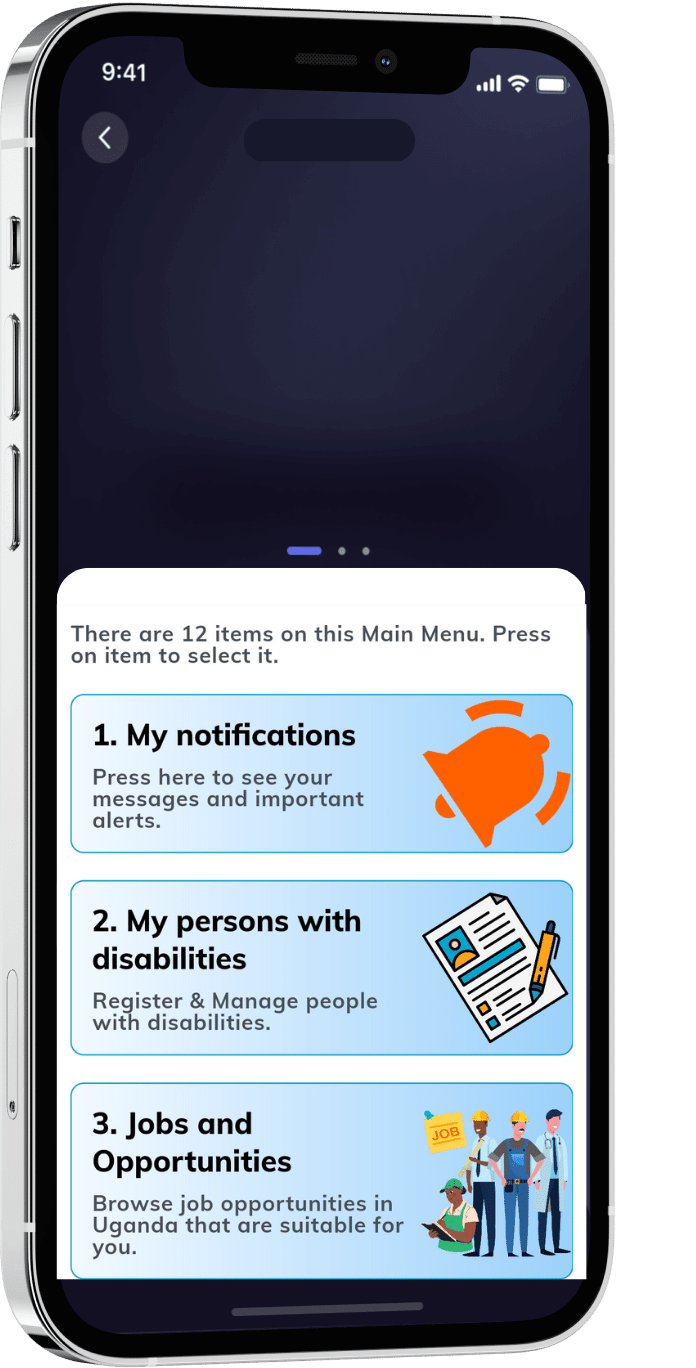 9:41
There are 12 items on this Main Menu. Press
on item to select it.
1. My notifications
Press here to see your
messages and important
alerts.
2. My persons with
disabilities
Register & Manage people
with disabilities.
3. Jobs and
Opportunities
JOB
Browse job opportunities in
Uganda that are suitable for
you.